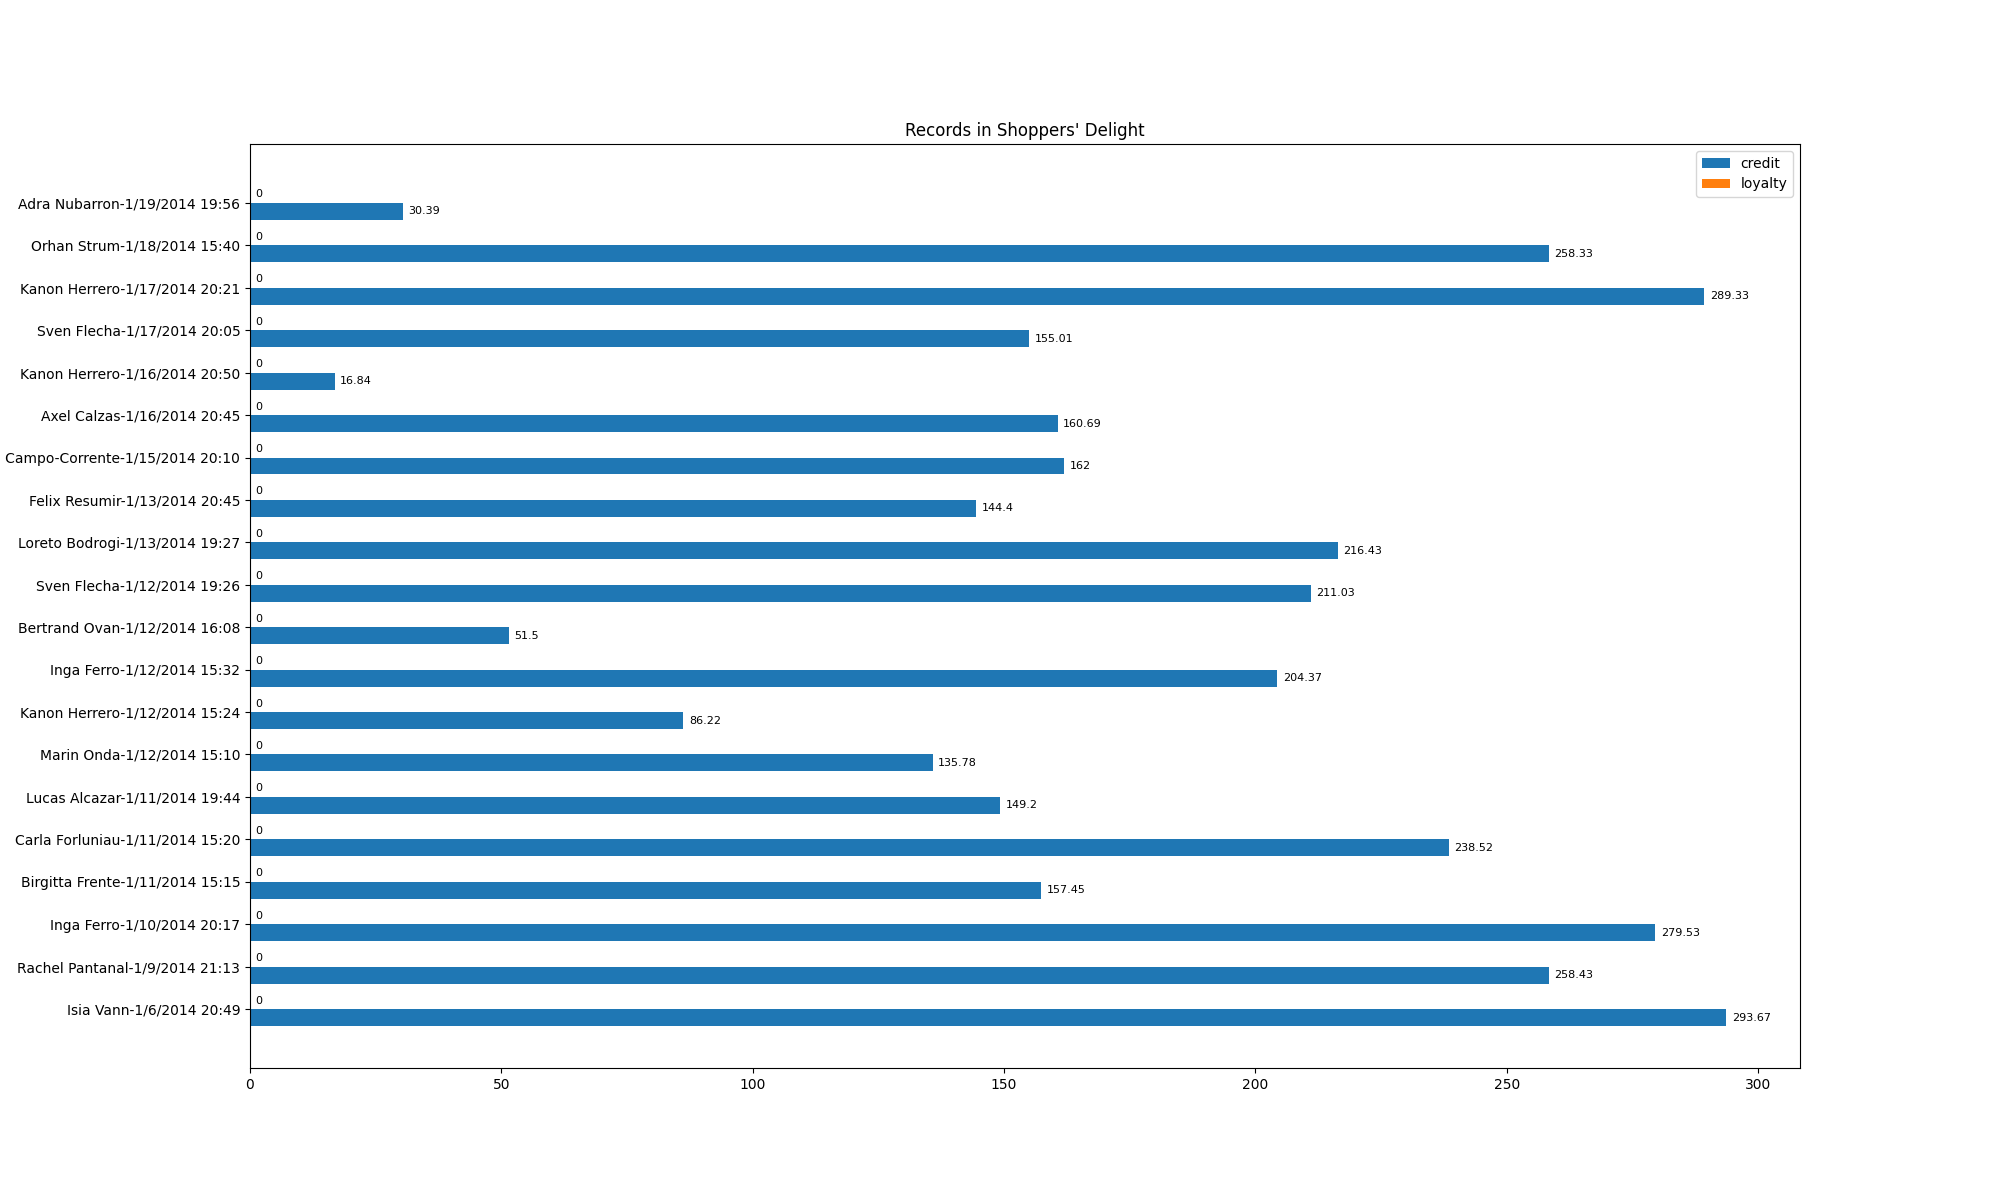 Records in Shoppers' Delight
credit
loyalty
Adra Nubarron-1/19/2014 19:56
0
30.39
Orhan Strum-1/18/2014 15:40
0
258.33
Kanon Herrero-1/17/2014 20:21
0
289.33
Sven Flecha-1/17/2014 20:05
0
155.01
Kanon Herrero-1/16/2014 20:50
0
16.84
Axel Calzas-1/16/2014 20:45
0
160.69
Campo-Corrente-1/15/2014 20:10
0
162
Felix Resumir-1/13/2014 20:45
0
144.4
Loreto Bodrogi-1/13/2014 19:27
0
216.43
Sven Flecha-1/12/2014 19:26
0
211.03
Bertrand Ovan-1/12/2014 16:08
0
51.5
Inga Ferro-1/12/2014 15:32
0
204.37
Kanon Herrero-1/12/2014 15:24
0
86.22
Marin Onda-1/12/2014 15:10
0
135.78
Lucas Alcazar-1/11/2014 19:44
0
149.2
Carla Forluniau-1/11/2014 15:20
0
238.52
Birgitta Frente-1/11/2014 15:15
0
157.45
Inga Ferro-1/10/2014 20:17
0
279.53
Rachel Pantanal-1/9/2014 21:13
0
258.43
Isia Vann-1/6/2014 20:49
0
293.67
0 50 100 150 200 250 300